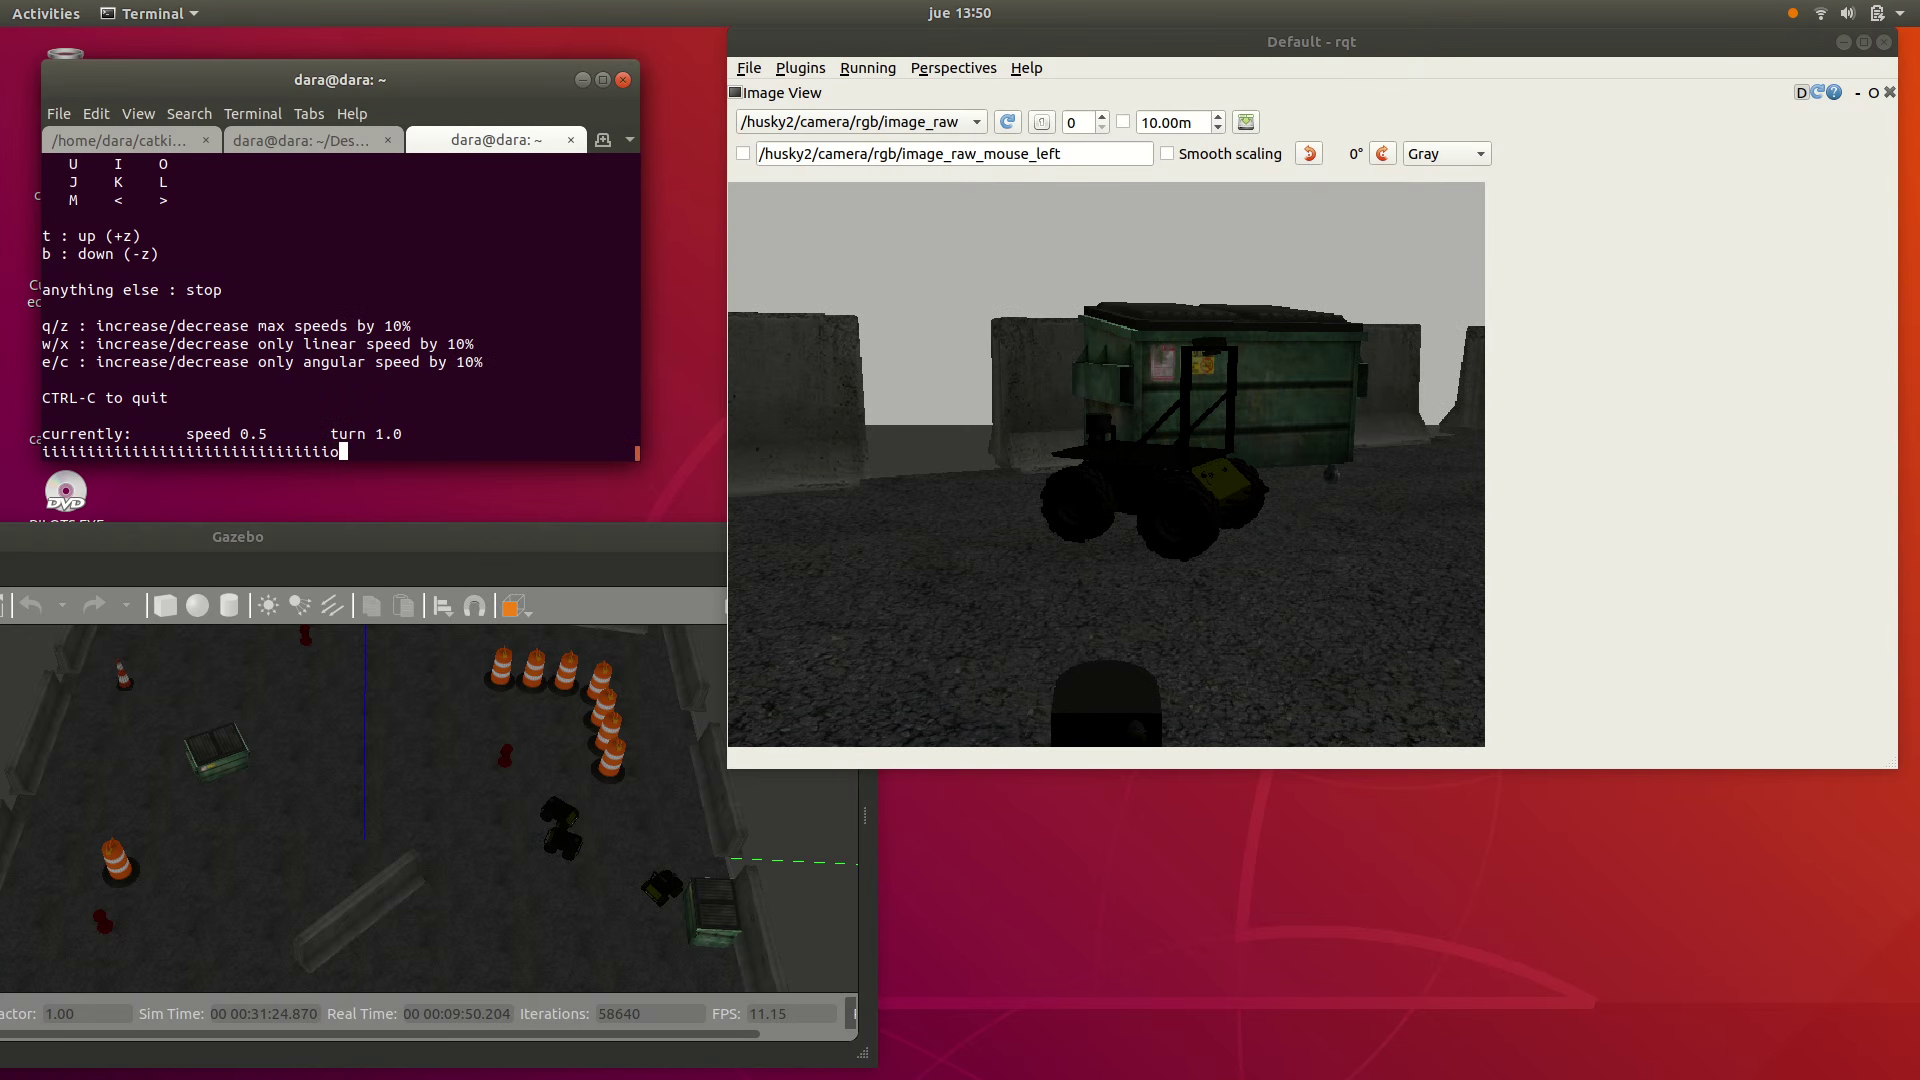 Activities
Terminal
jue 13:50
dara@dara: ~
File Edit View Search Terminal Tabs Help
/home/dara/catki...
dara@dara: ~/Des...
dara@dara: ~
U I O
J K L
M < >
t : up (+z)
b : down (-z)
anything else : stop
q/z : increase/decrease max speeds by 10%
w/x : increase/decrease only linear speed by 10%
e/c : increase/decrease only angular speed by 10%
CTRL-C to quit
currently: speed 0.5 turn 1.0
iiiiiiiiiiiiiiiiiiiiiiiiiiiiiiiio
DVD
Default - rqt
File Plugins Running Perspectives Help
Image View
D
- O
/husky2/camera/rgb/image_raw
0
10.00m
/husky2/camera/rgb/image_raw_mouse_left
Smooth scaling
0°
Gray
Gazebo
actor: 1.00 Sim Time: 00 00:31:24.870 Real Time: 00 00:09:50.204 Iterations: 58640 FPS: 11.15